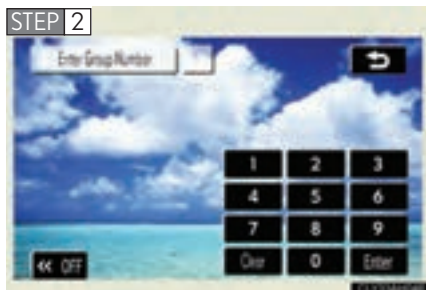 STEP 2
Enter Group Number
1 2 3
4 5 6
7 8 9
Clear 0 Enter
« OFF